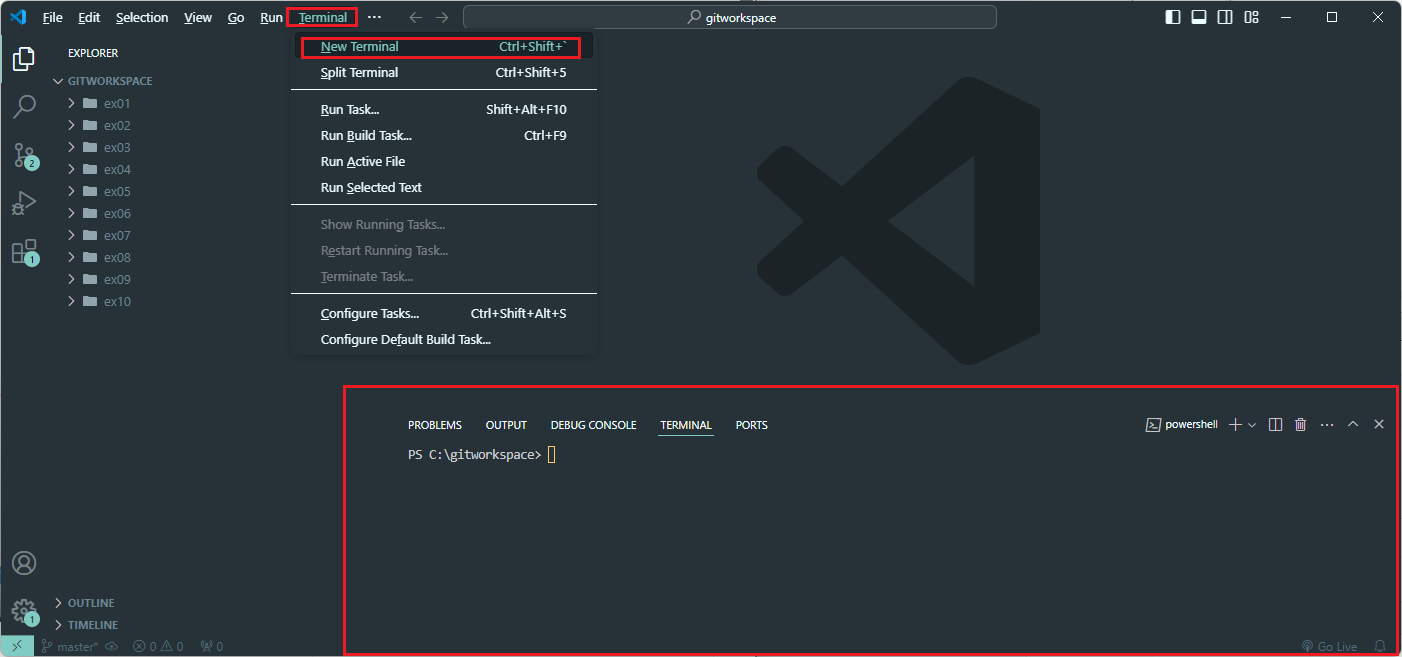 File Edit Selection View Go Run Terminal ··· gitworkspace
EXPLORER
GITWORKSPACE
ex01
ex02
ex03
ex04
ex05
ex06
ex07
ex08
ex09
ex10
2
1
New Terminal Ctrl+Shift+`
Split Terminal Ctrl+Shift+5
Run Task... Shift+Alt+F10
Run Build Task... Ctrl+F9
Run Active File
Run Selected Text
Show Running Tasks...
Restart Running Task...
Terminate Task...
Configure Tasks... Ctrl+Shift+Alt+S
Configure Default Build Task...
PROBLEMS OUTPUT DEBUG CONSOLE TERMINAL PORTS powershell
PS C:\gitworkspace>
OUTLINE
1
TIMELINE
master* 0 0 0 Go Live